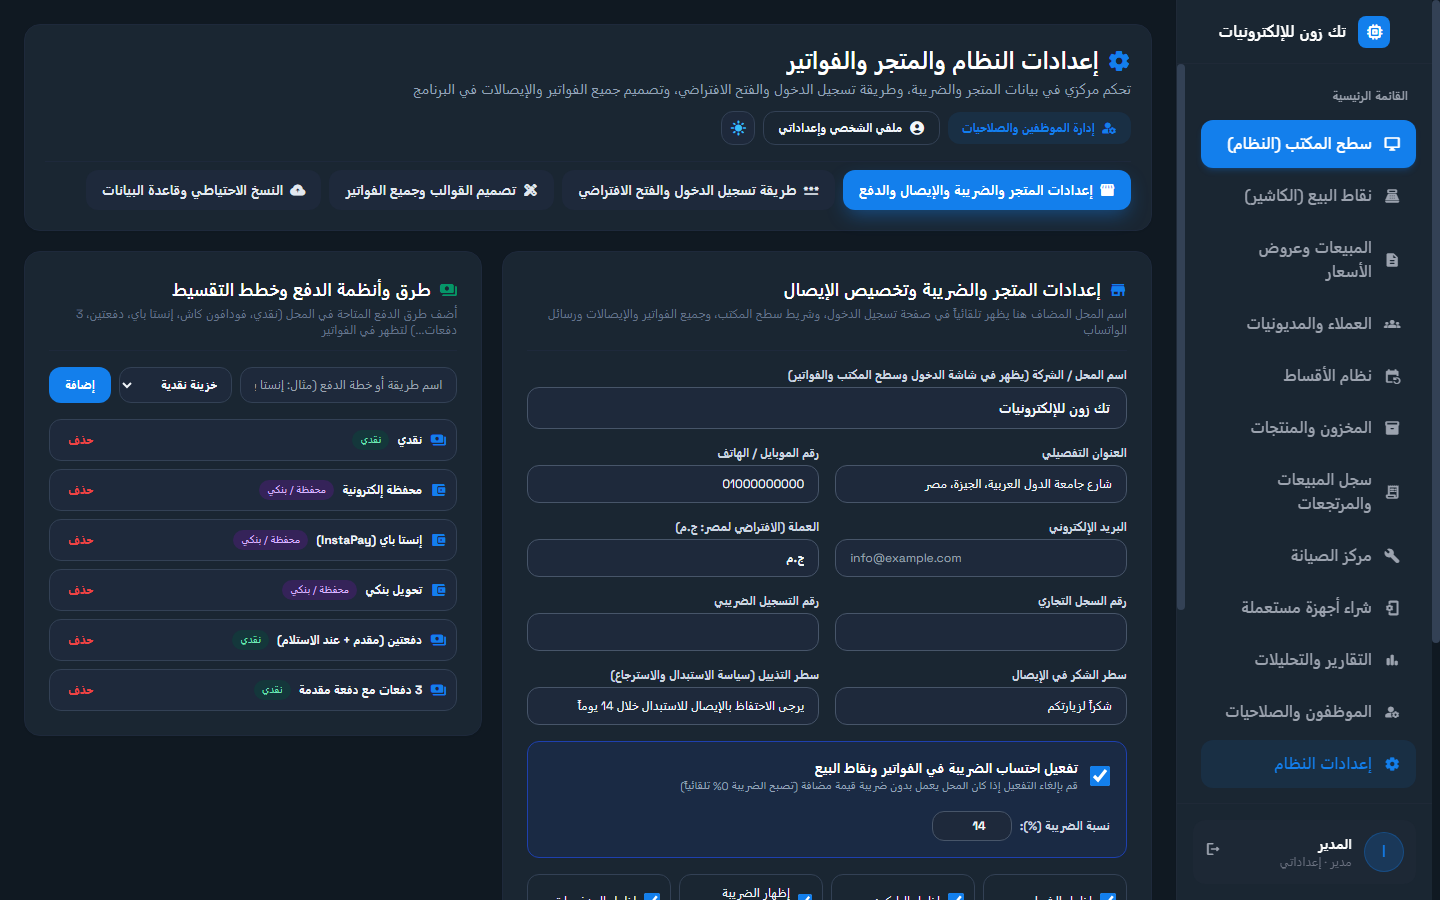 تك زون للإلكترونيات
القائمة الرئيسية
سطح المكتب (النظام)
نقاط البيع (الكاشير)
المبيعات وعروض
الأسعار
العملاء والمديونيات
نظام الأقساط
المخزون والمنتجات
سجل المبيعات
والمرتجعات
مركز الصيانة
شراء أجهزة مستعملة
التقارير والتحليلات
الموظفون والصلاحيات
إعدادات النظام
ا
المدير
مدير · إعداداتي
إعدادات النظام والمتجر والفواتير
تحكم مركزي في بيانات المتجر والضريبة، وطريقة تسجيل الدخول والفتح الافتراضي، وتصميم جميع الفواتير والإيصالات في البرنامج
إدارة الموظفين والصلاحيات
ملفي الشخصي وإعداداتي
إعدادات المتجر والضريبة والإيصال والدفع
طريقة تسجيل الدخول والفتح الافتراضي
تصميم القوالب وجميع الفواتير
النسخ الاحتياطي وقاعدة البيانات
إعدادات المتجر والضريبة وتخصيص الإيصال
اسم المحل المضاف هنا يظهر تلقائياً في صفحة تسجيل الدخول، وشريط سطح المكتب، وجميع الفواتير والإيصالات ورسائل
الواتساب
اسم المحل / الشركة (يظهر في شاشة الدخول وسطح المكتب والفواتير)
تك زون للإلكترونيات
العنوان التفصيلي
رقم الموبايل / الهاتف
شارع جامعة الدول العربية، الجيزة، مصر
01000000000
البريد الإلكتروني
العملة (الافتراضي لمصر: ج.م)
info@example.com
ج.م
رقم السجل التجاري
رقم التسجيل الضريبي
سطر الشكر في الإيصال
سطر التذييل (سياسة الاستبدال والاسترجاع)
شكراً لزيارتكم
يرجى الاحتفاظ بالإيصال للاستبدال خلال 14 يوماً
تفعيل احتساب الضريبة في الفواتير ونقاط البيع
قم بإلغاء التفعيل إذا كان المحل يعمل بدون ضريبة قيمة مضافة (تصبح الضريبة 0% تلقائياً)
نسبة الضريبة (%):
14
إظهار الضريبة
طرق وأنظمة الدفع وخطط التقسيط
أضف طرق الدفع المتاحة في المحل (نقدي، فودافون كاش، إنستا باي، دفعتين، 3
دفعات...) لتظهر في الفواتير
اسم طريقة أو خطة الدفع (مثال: إنستا
خزينة نقدية
إضافة
نقدي
نقدي
حذف
محفظة إلكترونية
محفظة / بنكي
حذف
إنستا باي (InstaPay)
محفظة / بنكي
حذف
تحويل بنكي
محفظة / بنكي
حذف
دفعتين (مقدم + عند الاستلام)
نقدي
حذف
3 دفعات مع دفعة مقدمة
نقدي
حذف